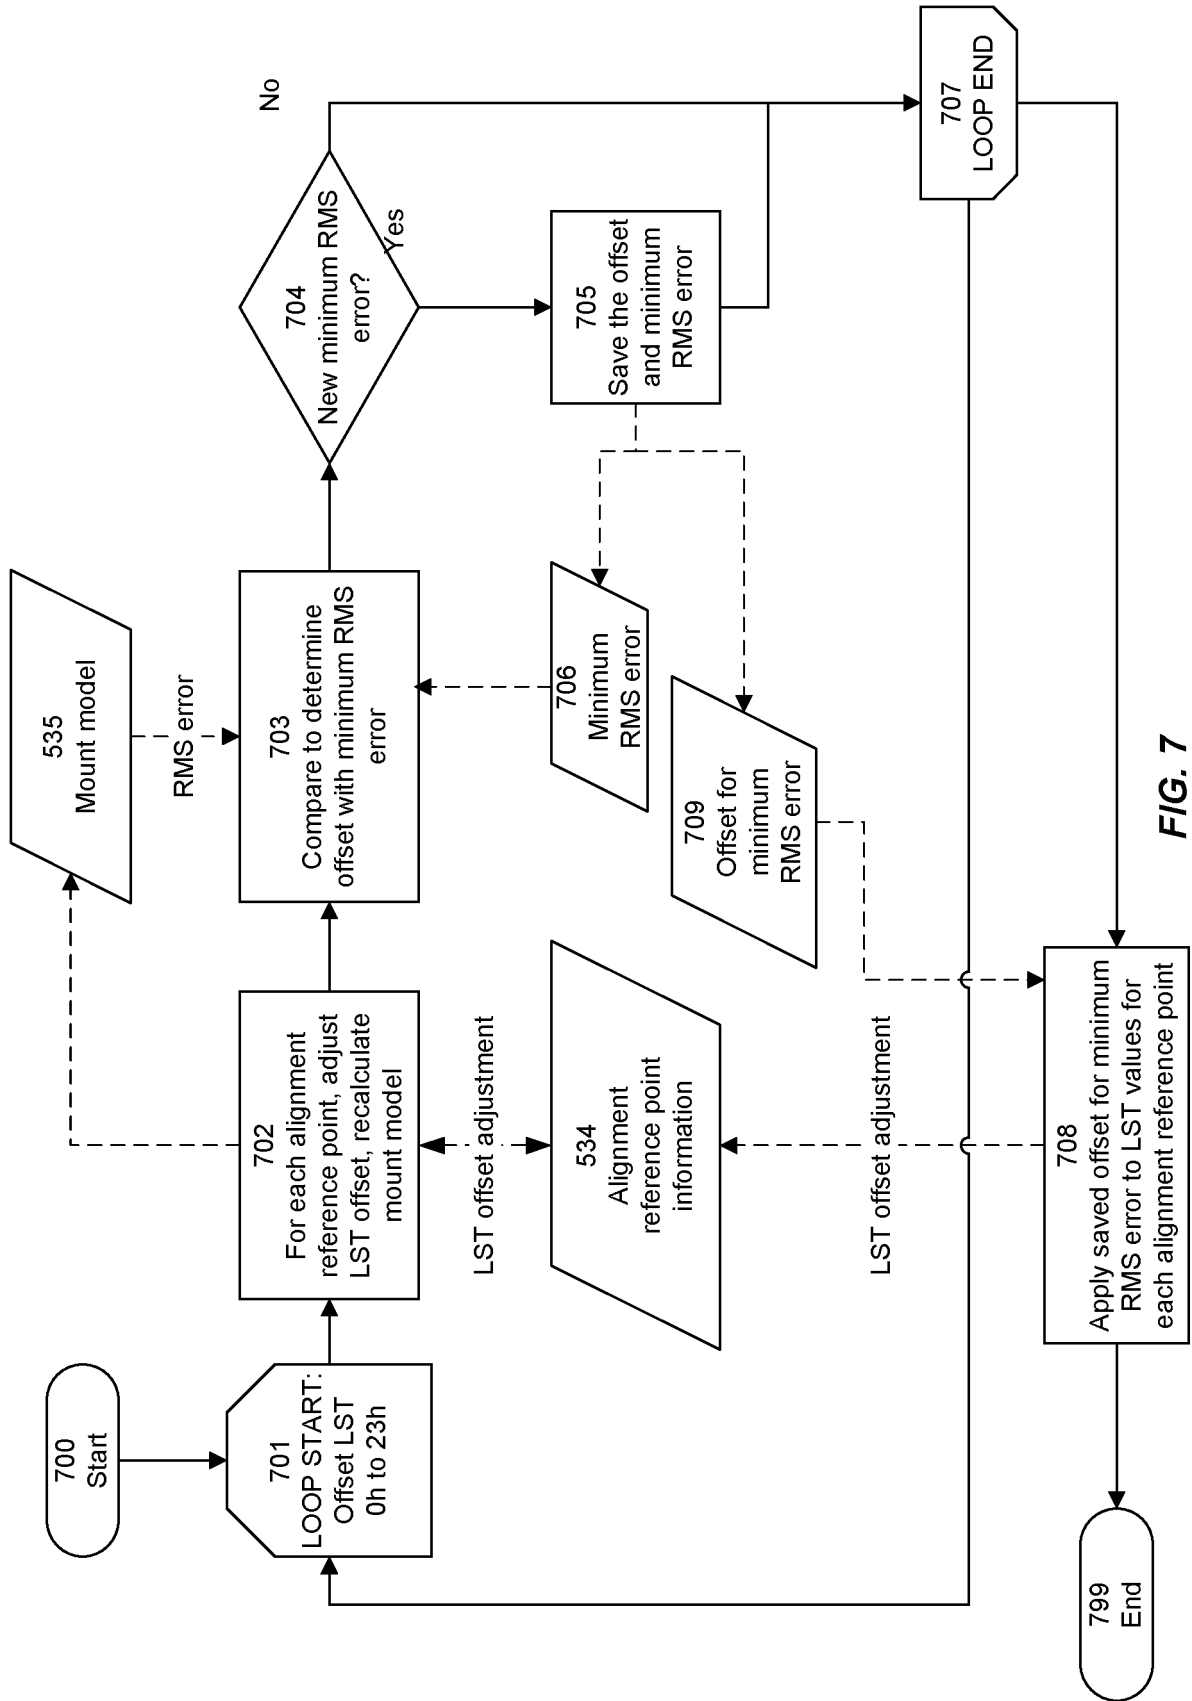 700
Start
701
LOOP START:
Offset LST
0h to 23h
702
For each alignment
reference point, adjust
LST offset, recalculate
mount model
535
Mount model
RMS error
703
Compare to determine
offset with minimum RMS
error
704
New minimum RMS
error?
No
Yes
705
Save the offset
and minimum
RMS error
706
Minimum
RMS error
709
Offset for
minimum
RMS error
LST offset adjustment
534
Alignment
reference point
information
LST offset adjustment
707
LOOP END
708
Apply saved offset for minimum
RMS error to LST values for
each alignment reference point
799
End
FIG. 7